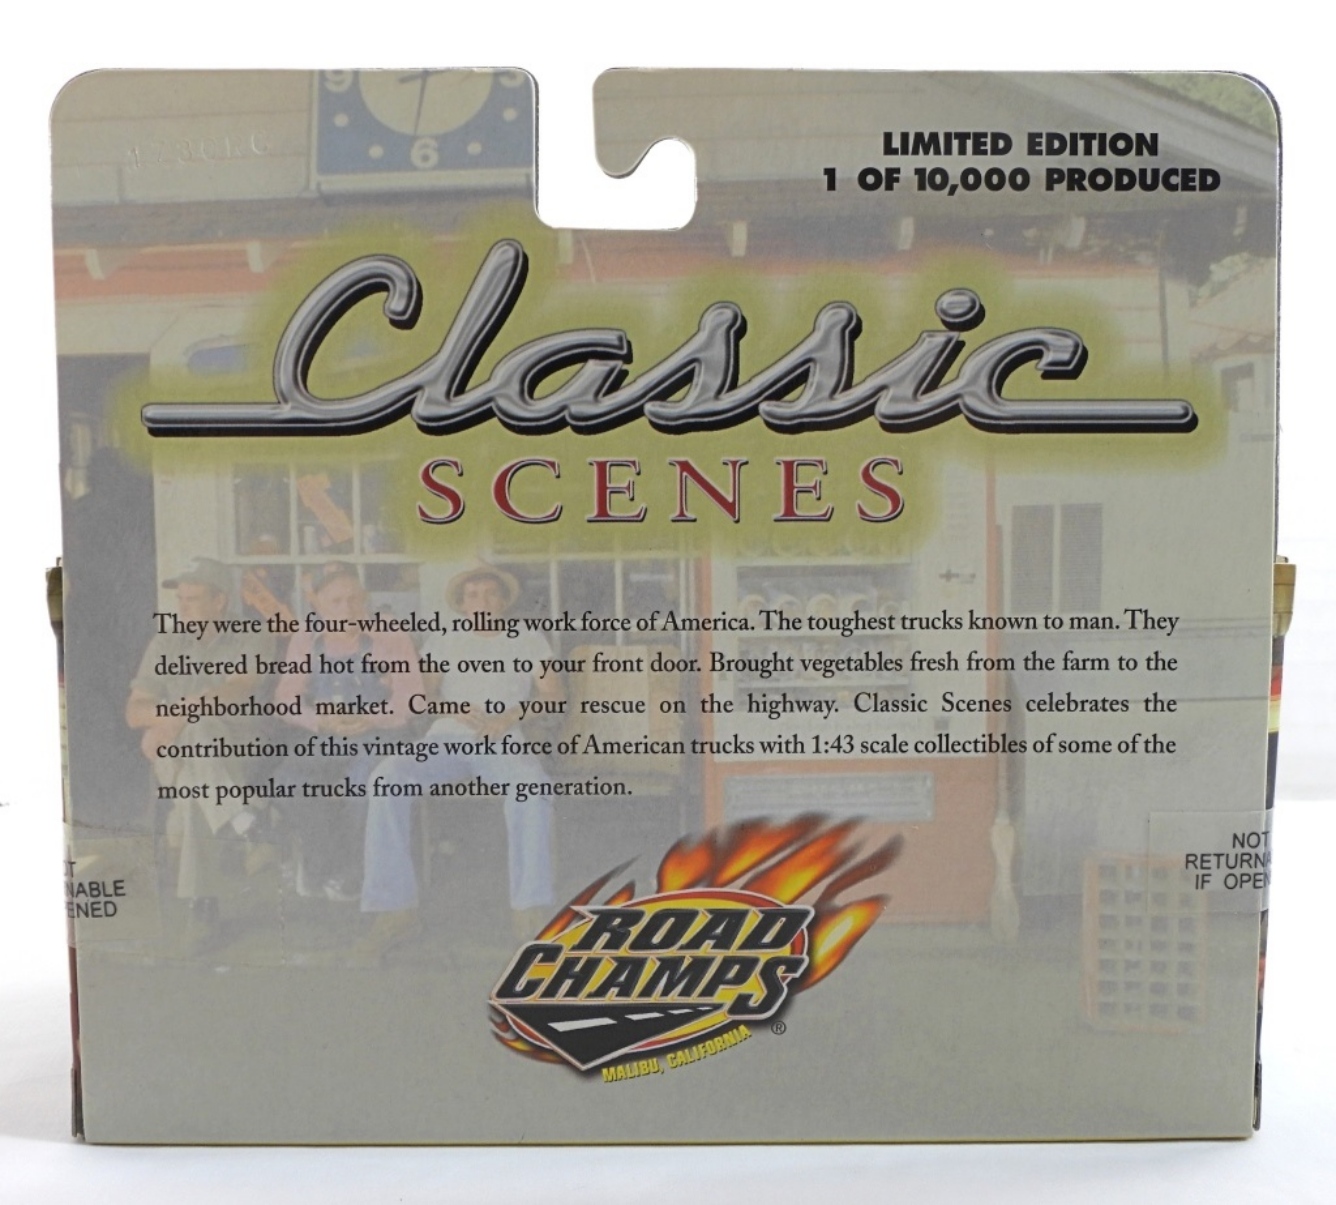 9 3
6
LIMITED EDITION
1 OF 10,000 PRODUCED
Classic
SCENES
They were the four-wheeled, rolling work force of America. The toughest trucks known to man. They
delivered bread hot from the oven to your front door. Brought vegetables fresh from the farm to the
neighborhood market. Came to your rescue on the highway. Classic Scenes celebrates the
contribution of this vintage work force of American trucks with 1:43 scale collectibles of some of the
most popular trucks from another generation.
NOT
RETURNA
IF OPEN
T
NABLE
ENED
ROAD
CHAMPS
®
MALIBU, CALIFORNIA